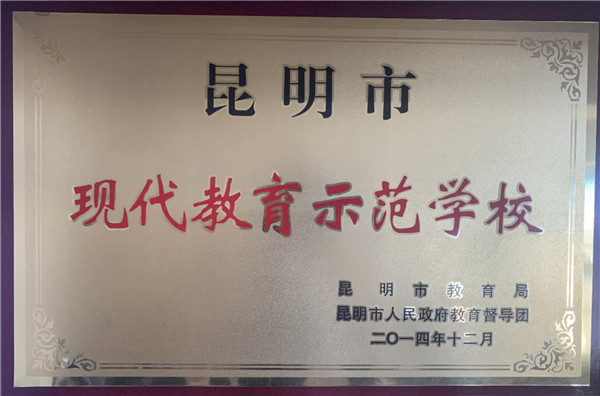 昆明市
现代教育示范学校
昆明市教育局
昆明市人民政府教育督导团
二〇一四年十二月